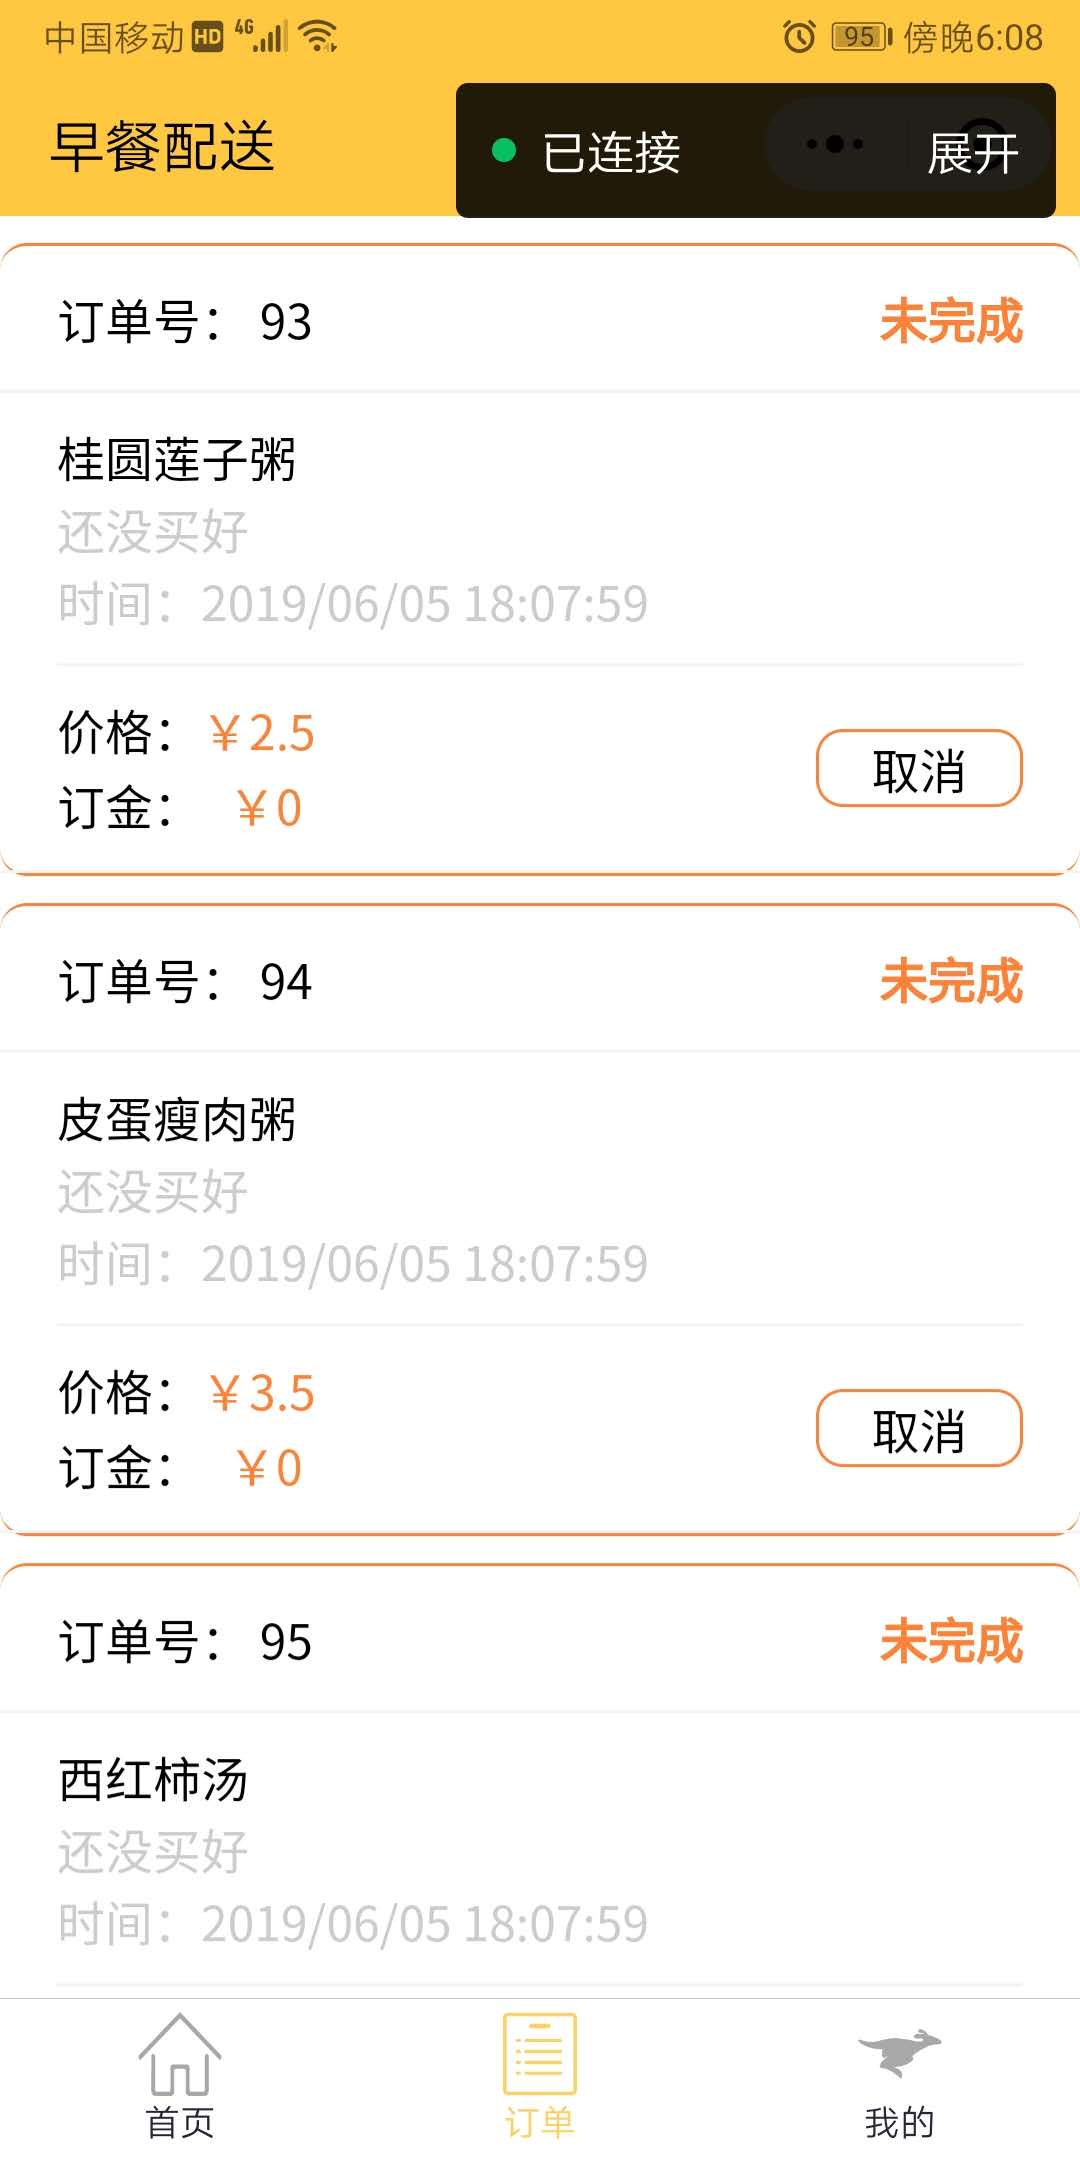 中国移动 HD 4G 95 傍晚6:08
早餐配送 已连接 展开
订单号： 93 未完成
桂圆莲子粥
还没买好
时间：2019/06/05 18:07:59
价格：￥2.5
取消
订金： ￥0
订单号： 94 未完成
皮蛋瘦肉粥
还没买好
时间：2019/06/05 18:07:59
价格：￥3.5
取消
订金： ￥0
订单号： 95 未完成
西红柿汤
还没买好
时间：2019/06/05 18:07:59
首页 订单 我的